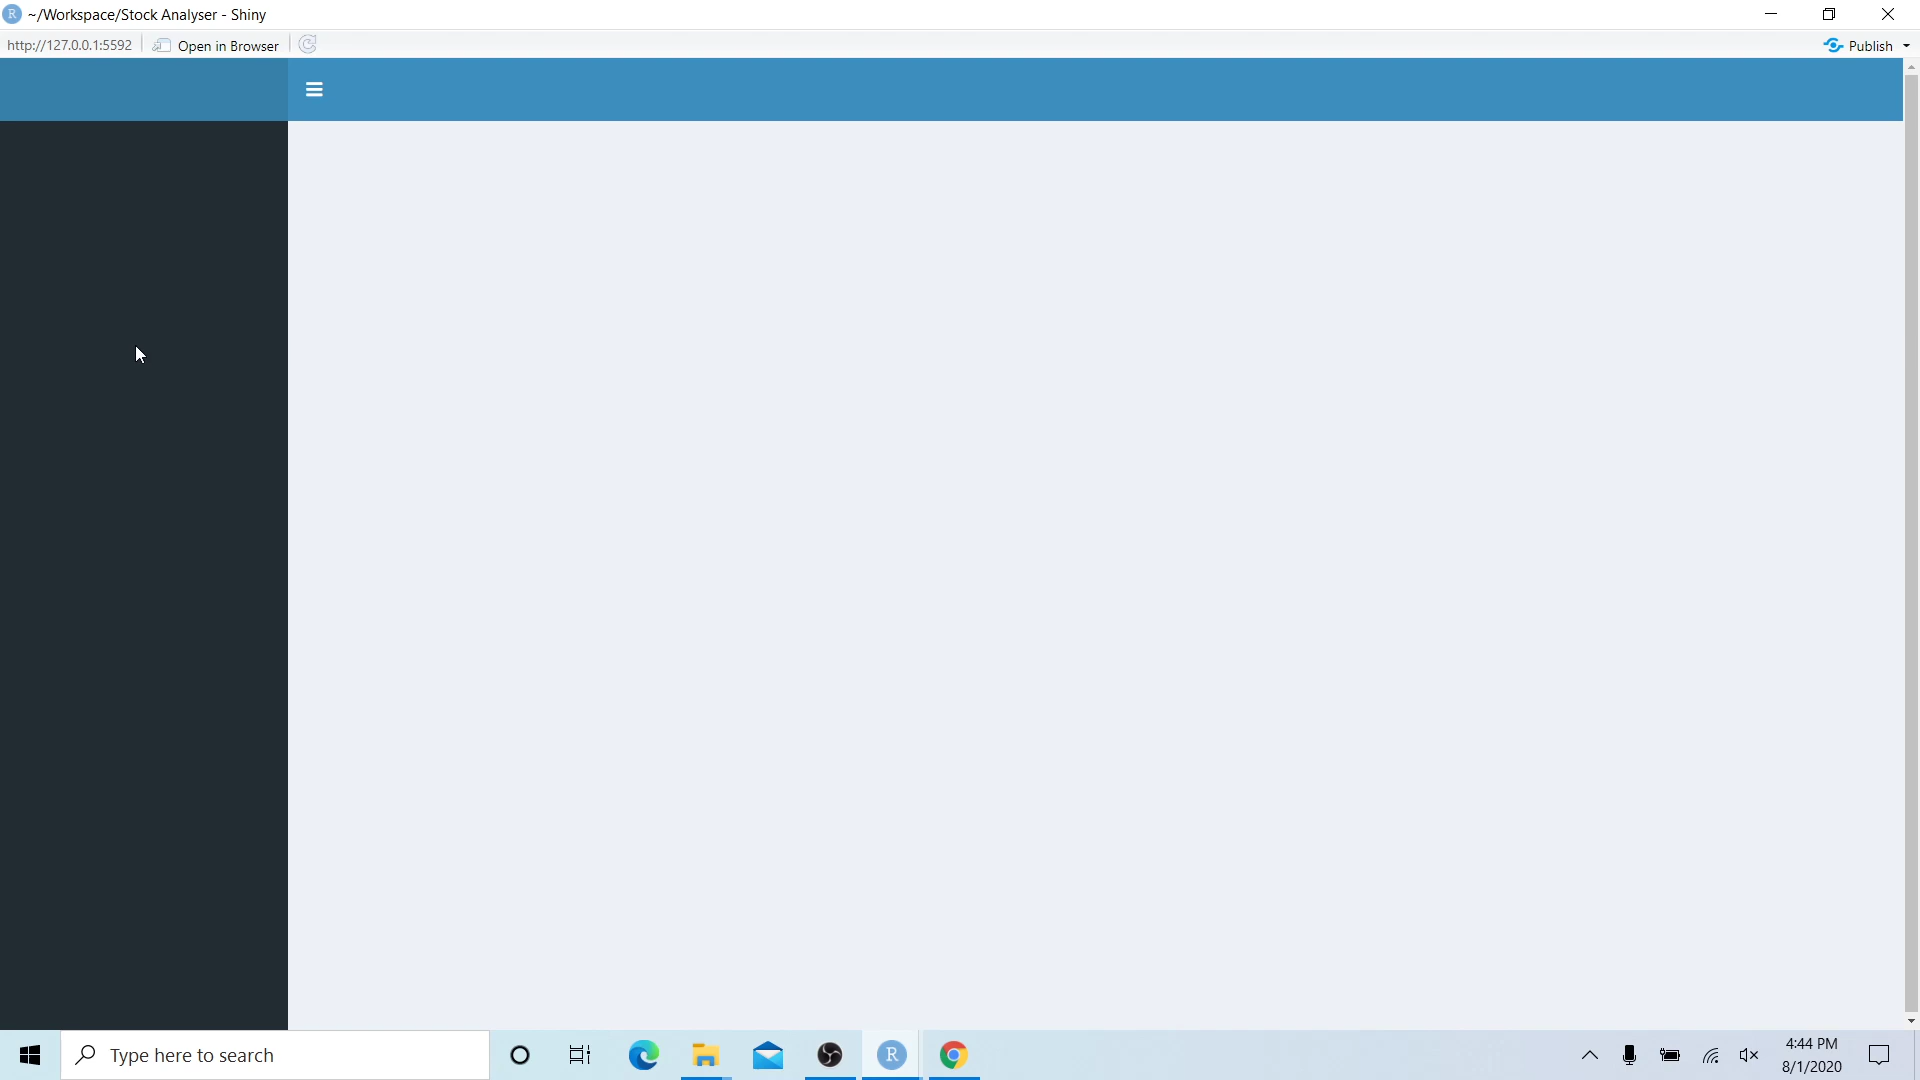 R ~/Workspace/Stock Analyser - Shiny
http://127.0.0.1:5592 Open in Browser Publish
Type here to search
R
4:44 PM
8/1/2020